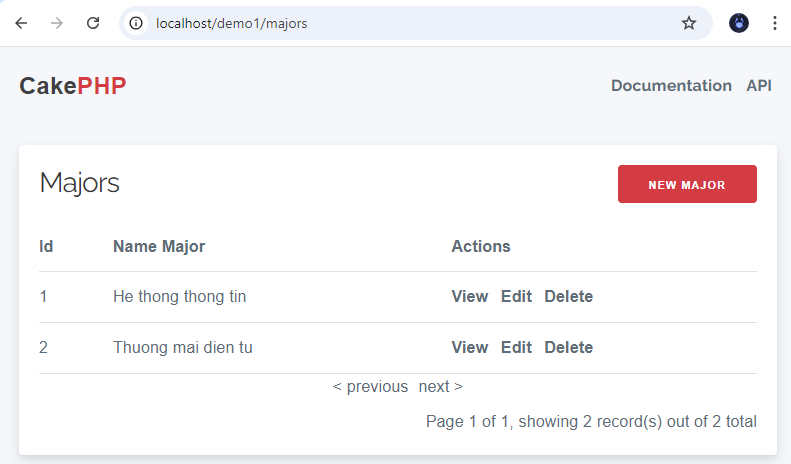 localhost/demo1/majors
CakePHP Documentation API
Majors NEW MAJOR
Id Name Major Actions
1 He thong thong tin View Edit Delete
2 Thuong mai dien tu View Edit Delete
< previous next >
Page 1 of 1, showing 2 record(s) out of 2 total